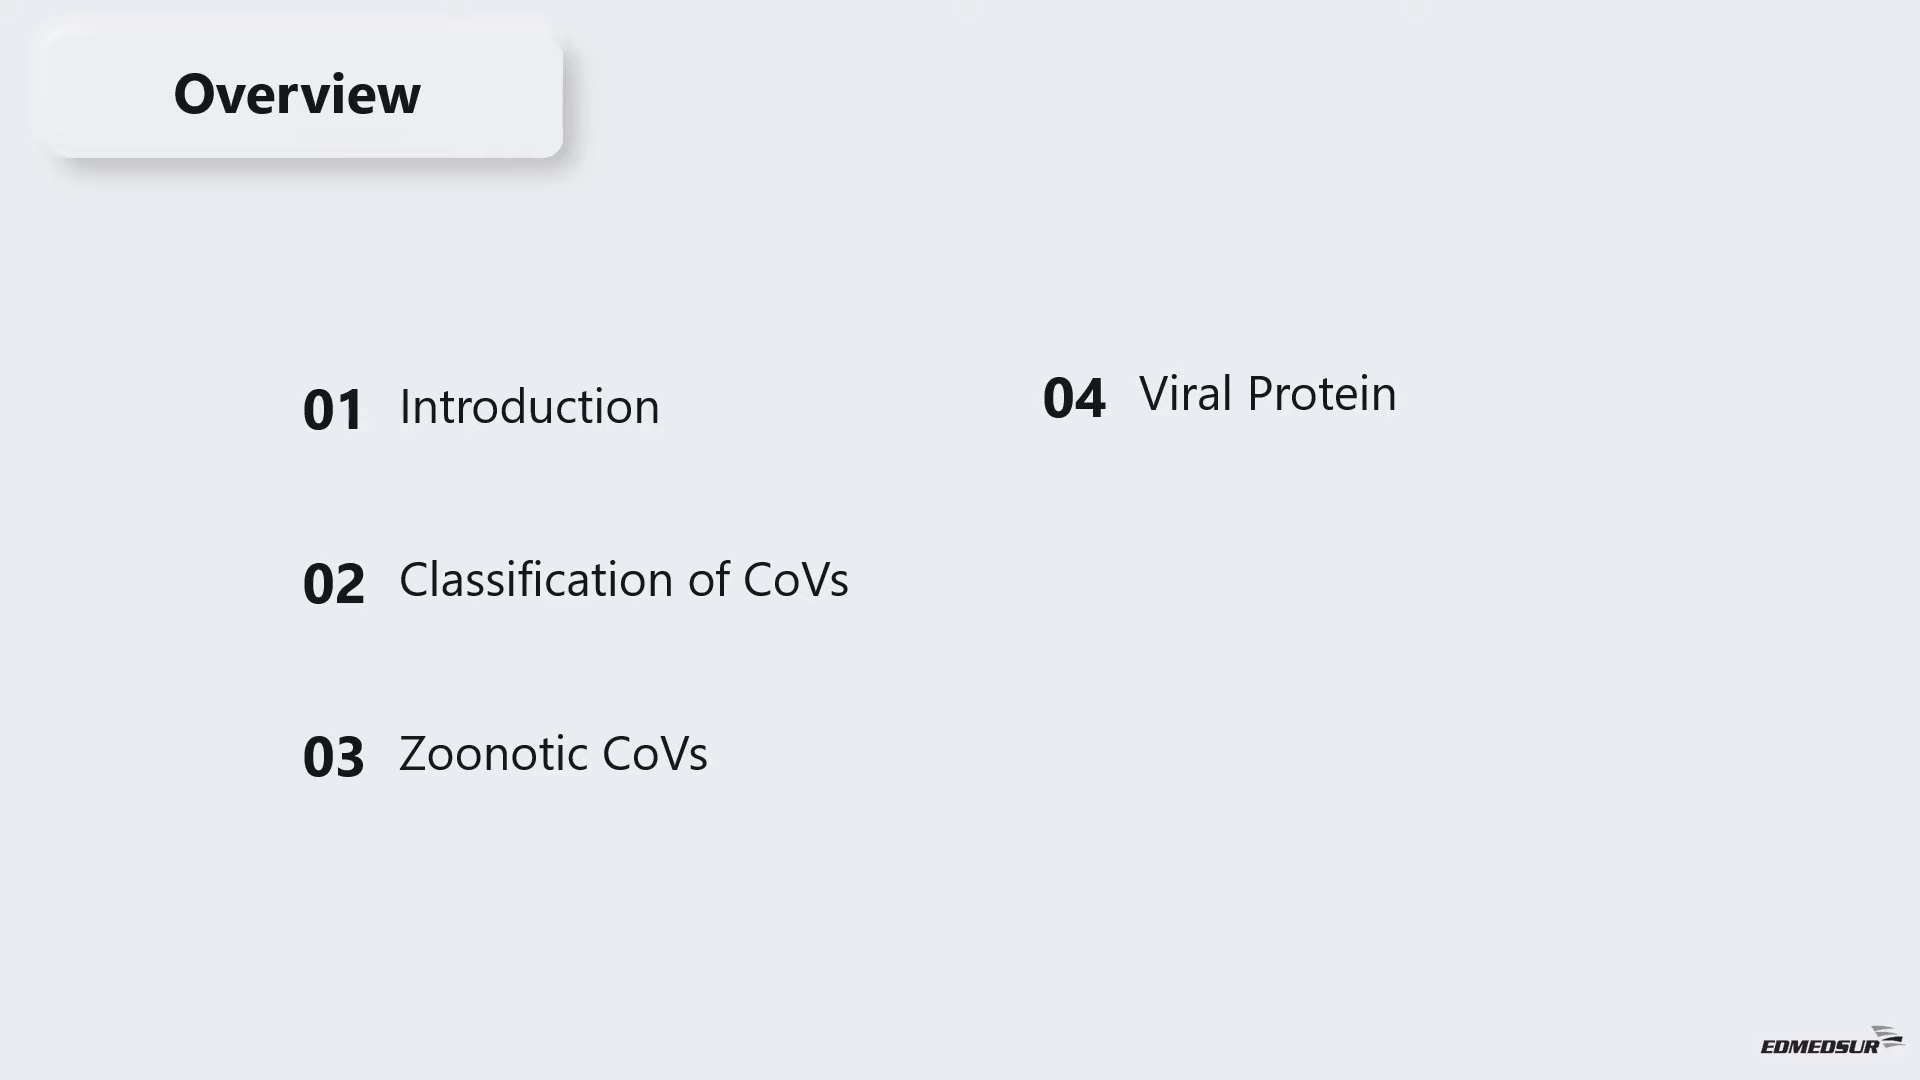 Overview
01 Introduction
02 Classification of CoVs
03 Zoonotic CoVs
04 Viral Protein
EDMEDSUR